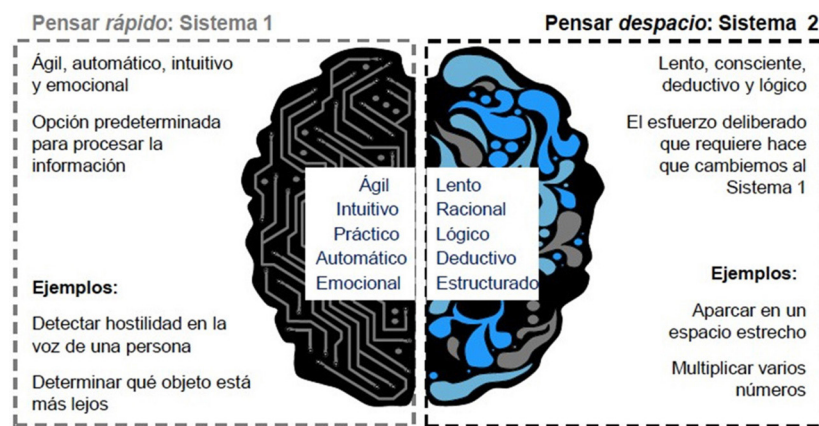 Pensar rápido: Sistema 1
Ágil, automático, intuitivo
y emocional
Opción predeterminada
para procesar la
información
Ejemplos:
Detectar hostilidad en la
voz de una persona
Determinar qué objeto está
más lejos
Ágil
Intuitivo
Práctico
Automático
Emocional
Pensar despacio: Sistema 2
Lento
Racional
Lógico
Deductivo
Estructurado
Lento, consciente,
deductivo y lógico
El esfuerzo deliberado
que requiere hace
que cambiemos al
Sistema 1
Ejemplos:
Aparcar en un
espacio estrecho
Multiplicar varios
números